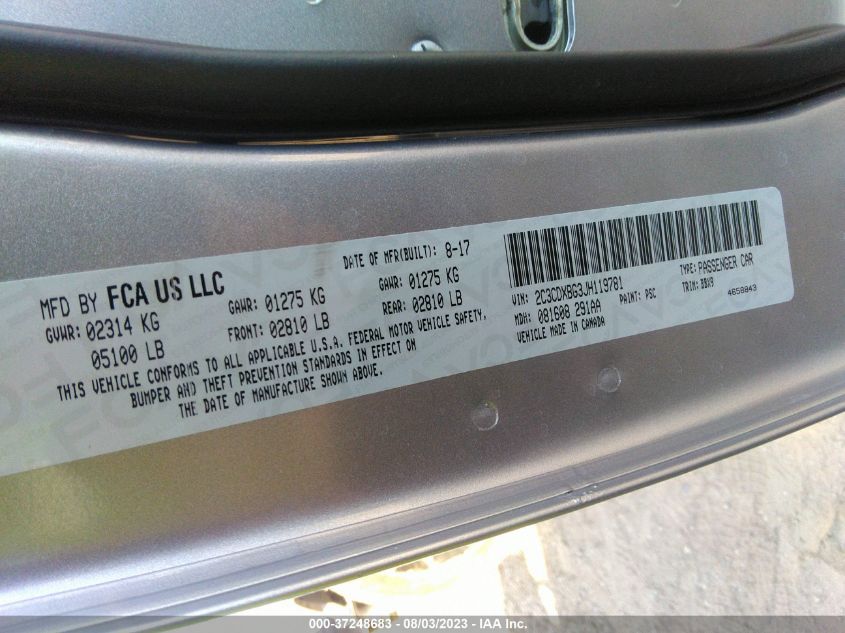 MFD BY FCA US LLC
DATE OF MFR(BUILT): 8-17
GVWR: 02314 KG
GAWR: 01275 KG
GAWR: 01275 KG
05100 LB
FRONT: 02810 LB
REAR: 02810 LB
THIS VEHICLE CONFORMS TO ALL APPLICABLE U.S.A. FEDERAL MOTOR VEHICLE SAFETY,
BUMPER AND THEFT PREVENTION STANDARDS IN EFFECT ON
THE DATE OF MANUFACTURE SHOWN ABOVE.
VIN: 2C3CDXBG3JH119781
TYPE: PASSENGER CAR
MDH: 081608 291AA
PAINT: PSC
TRIM: BBV9
VEHICLE MADE IN CANADA
4658843
000-37248683 - 08/03/2023 - IAA Inc.